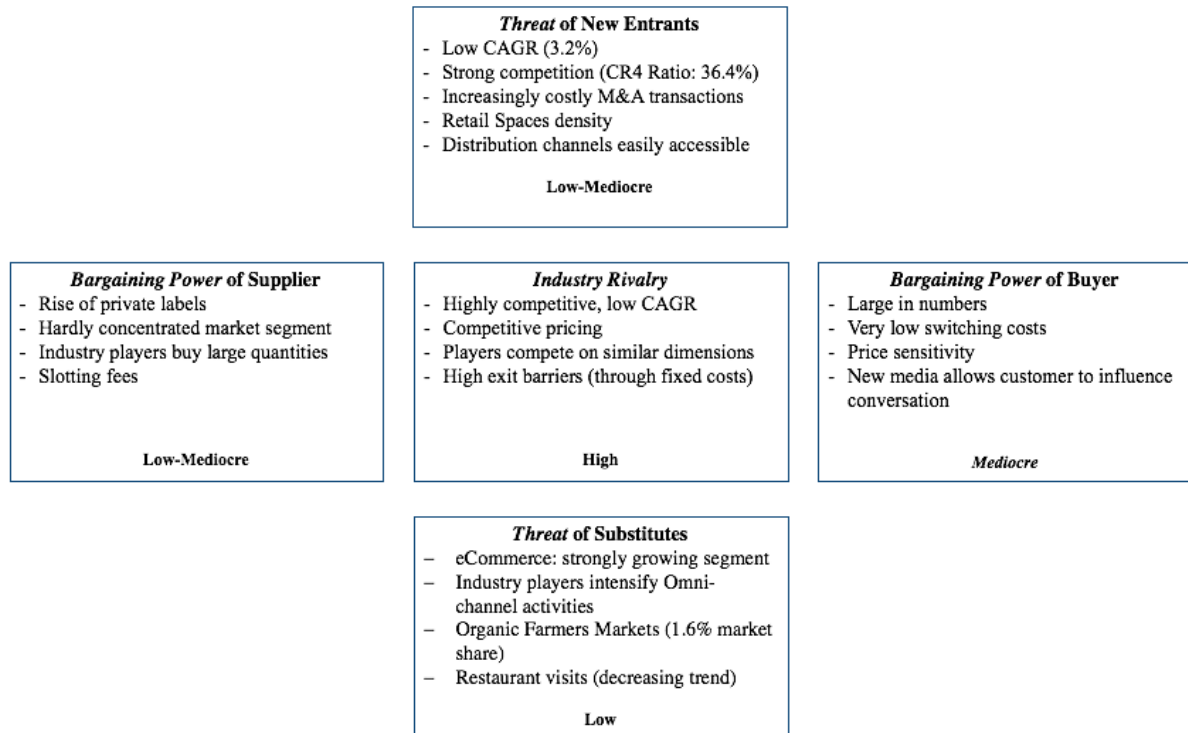 Threat of New Entrants
- Low CAGR (3.2%)
- Strong competition (CR4 Ratio: 36.4%)
- Increasingly costly M&A transactions
- Retail Spaces density
- Distribution channels easily accessible
Low-Mediocre
Bargaining Power of Supplier
- Rise of private labels
- Hardly concentrated market segment
- Industry players buy large quantities
- Slotting fees
Low-Mediocre
Industry Rivalry
- Highly competitive, low CAGR
- Competitive pricing
- Players compete on similar dimensions
- High exit barriers (through fixed costs)
High
Bargaining Power of Buyer
- Large in numbers
- Very low switching costs
- Price sensitivity
- New media allows customer to influence
conversation
Mediocre
Threat of Substitutes
– eCommerce: strongly growing segment
– Industry players intensify Omni-
channel activities
– Organic Farmers Markets (1.6% market
share)
– Restaurant visits (decreasing trend)
Low